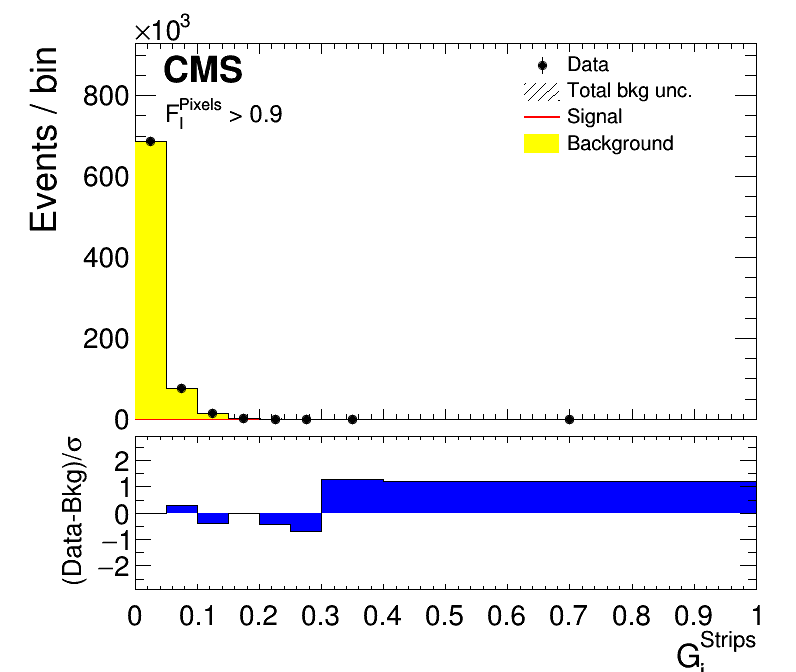 ×10³
CMS
F_l^Pixels > 0.9
Data
Total bkg unc.
Signal
Background
Events / bin
800
600
400
200
0
(Data-Bkg)/σ
2
1
0
−1
−2
0 0.1 0.2 0.3 0.4 0.5 0.6 0.7 0.8 0.9 1
G_i^Strips